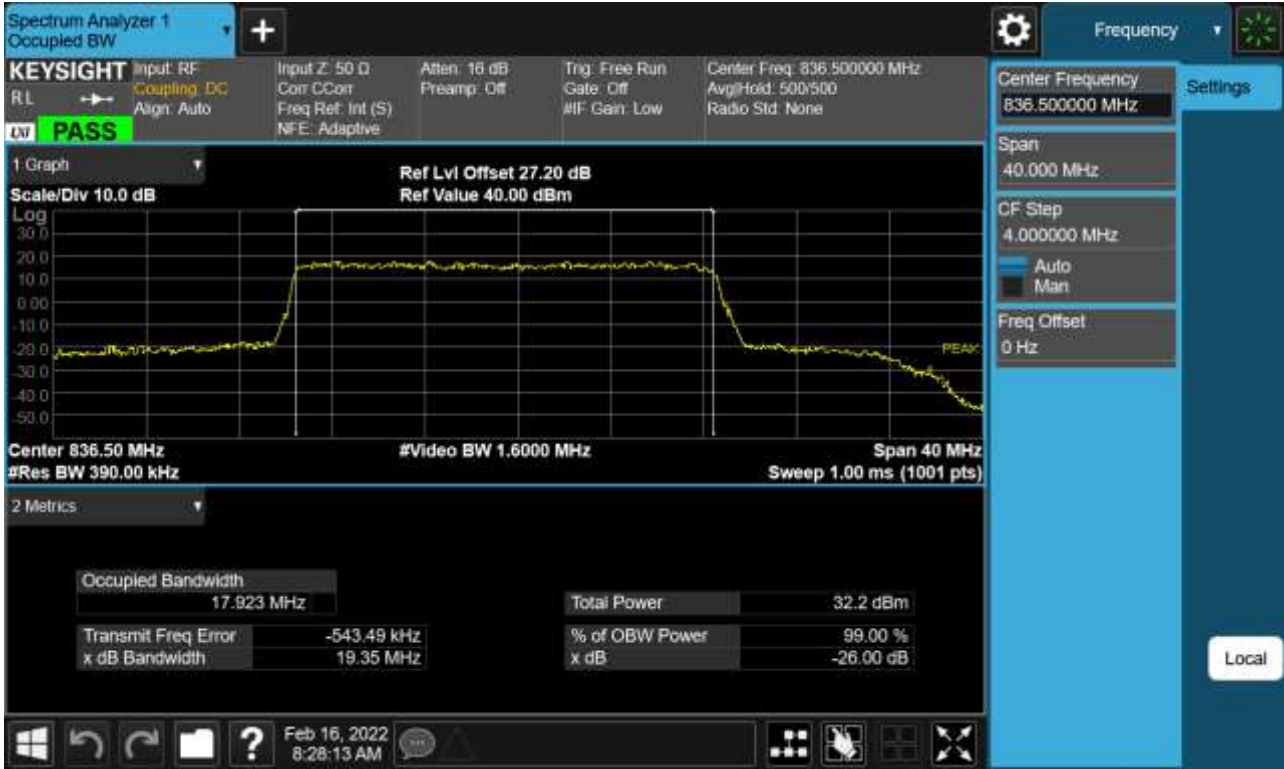 Spectrum Analyzer 1
Occupied BW
Frequency
KEYSIGHT
RL
LXI
PASS
Input: RF
Coupling: DC
Align: Auto
Input Z: 50 Ω
Corr CCorr
Freq Ref: Int (S)
NFE: Adaptive
Atten: 16 dB
Preamp: Off
Trig: Free Run
Gate: Off
#IF Gain: Low
Center Freq: 836.500000 MHz
Avg|Hold: 500/500
Radio Std: None
1 Graph
Scale/Div 10.0 dB
Ref Lvl Offset 27.20 dB
Ref Value 40.00 dBm
Log
30.0
20.0
10.0
0.00
-10.0
-20.0
-30.0
-40.0
-50.0
PEAK
Center 836.50 MHz
#Res BW 390.00 kHz
#Video BW 1.6000 MHz
Span 40 MHz
Sweep 1.00 ms (1001 pts)
2 Metrics
Occupied Bandwidth
17.923 MHz
Transmit Freq Error -543.49 kHz
x dB Bandwidth 19.35 MHz
Total Power 32.2 dBm
% of OBW Power 99.00 %
x dB -26.00 dB
Center Frequency
836.500000 MHz
Span
40.000 MHz
CF Step
4.000000 MHz
Auto
Man
Freq Offset
0 Hz
Settings
Local
?
Feb 16, 2022
8:28:13 AM